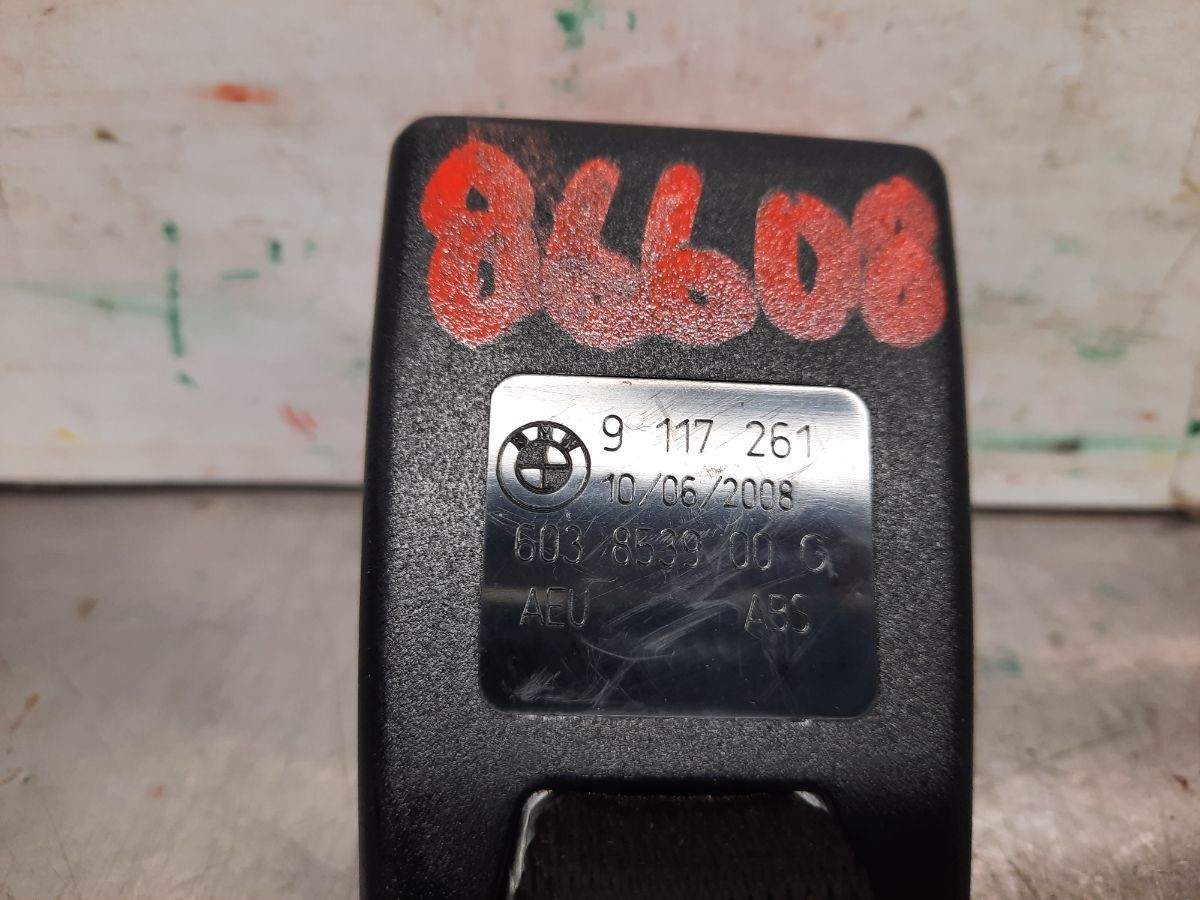 86608
BMW
9 117 261
10/06/2008
603 8539 00 G
AEU ABS